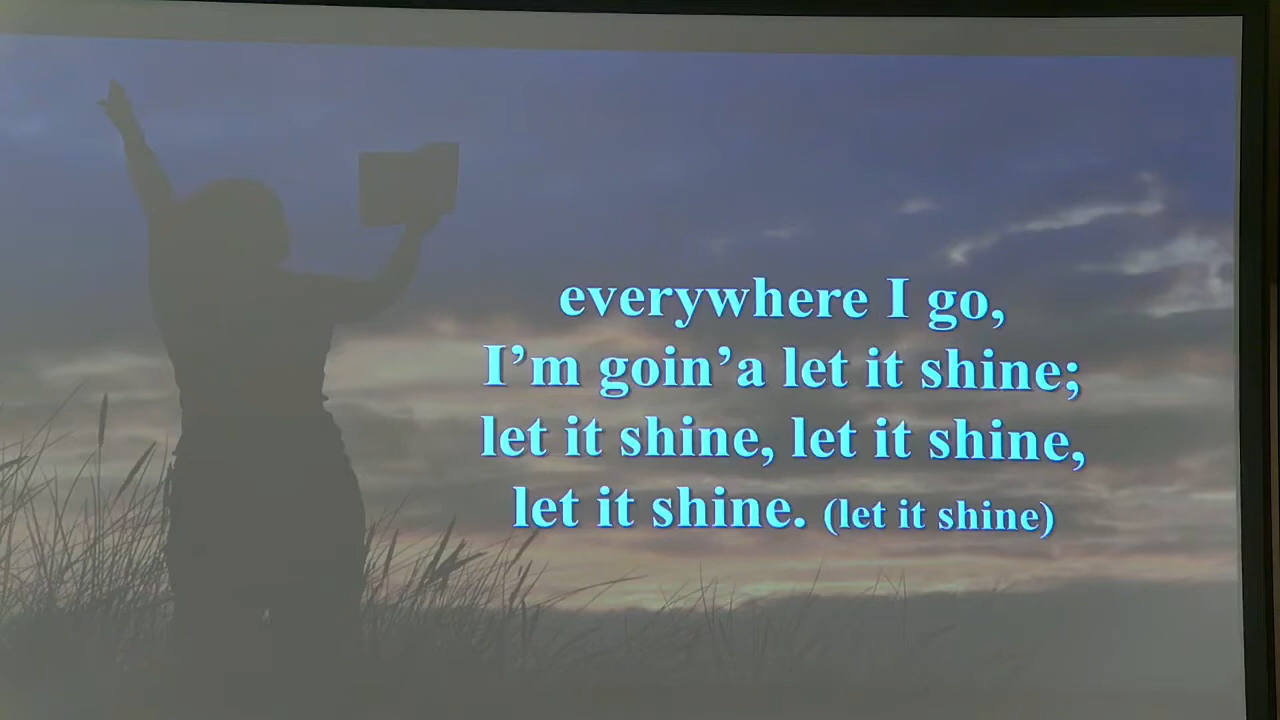 everywhere I go,
I’m goin’a let it shine;
let it shine, let it shine,
let it shine. (let it shine)